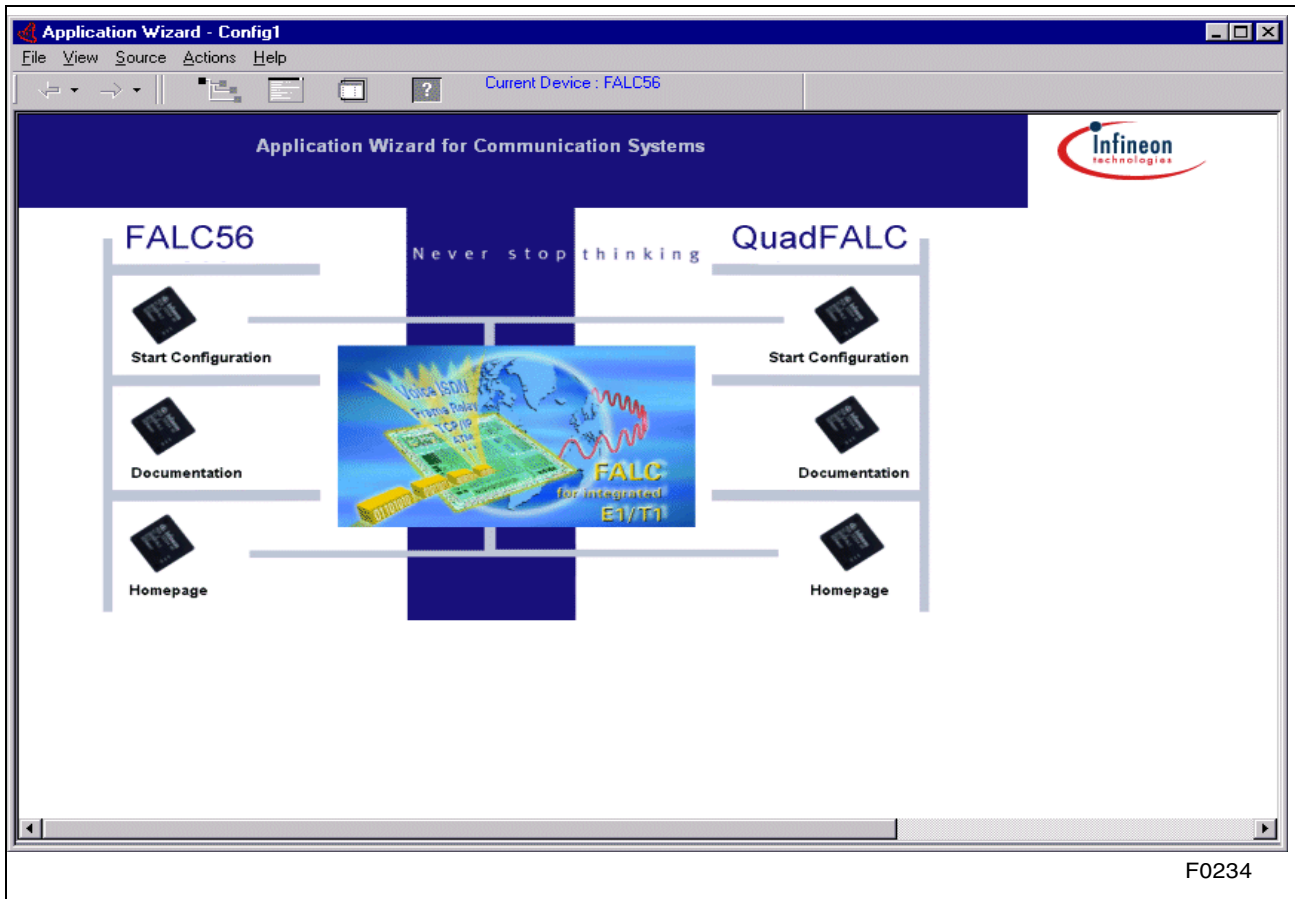 Application Wizard - Config1
File View Source Actions Help
? Current Device : FALC56
Application Wizard for Communication Systems
Infineon
technologies
FALC56
Never stop thinking
QuadFALC
Start Configuration
Start Configuration
Voice ISDN
Frame Relay
TCP/IP
ATM
FALC
for integrated
E1/T1
Documentation
Documentation
Homepage
Homepage
F0234